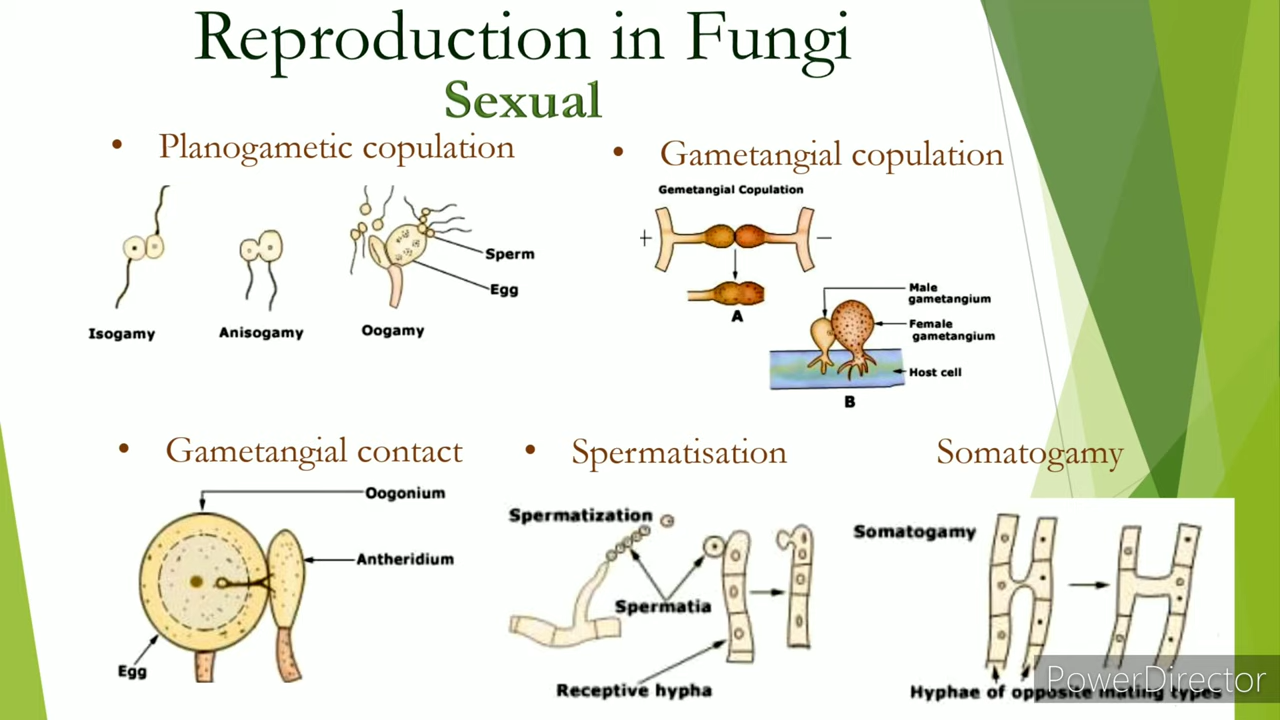 Reproduction in Fungi
Sexual
• Planogametic copulation
Isogamy
Anisogamy
Oogamy
Sperm
Egg
• Gametangial copulation
Gemetangial Copulation
+
−
A
Male
gametangium
Female
gametangium
Host cell
B
• Gametangial contact
Oogonium
Antheridium
Egg
• Spermatisation
Spermatization
Spermatia
Receptive hypha
Somatogamy
Somatogamy
Hyphae of opposite mating types
PowerDirector